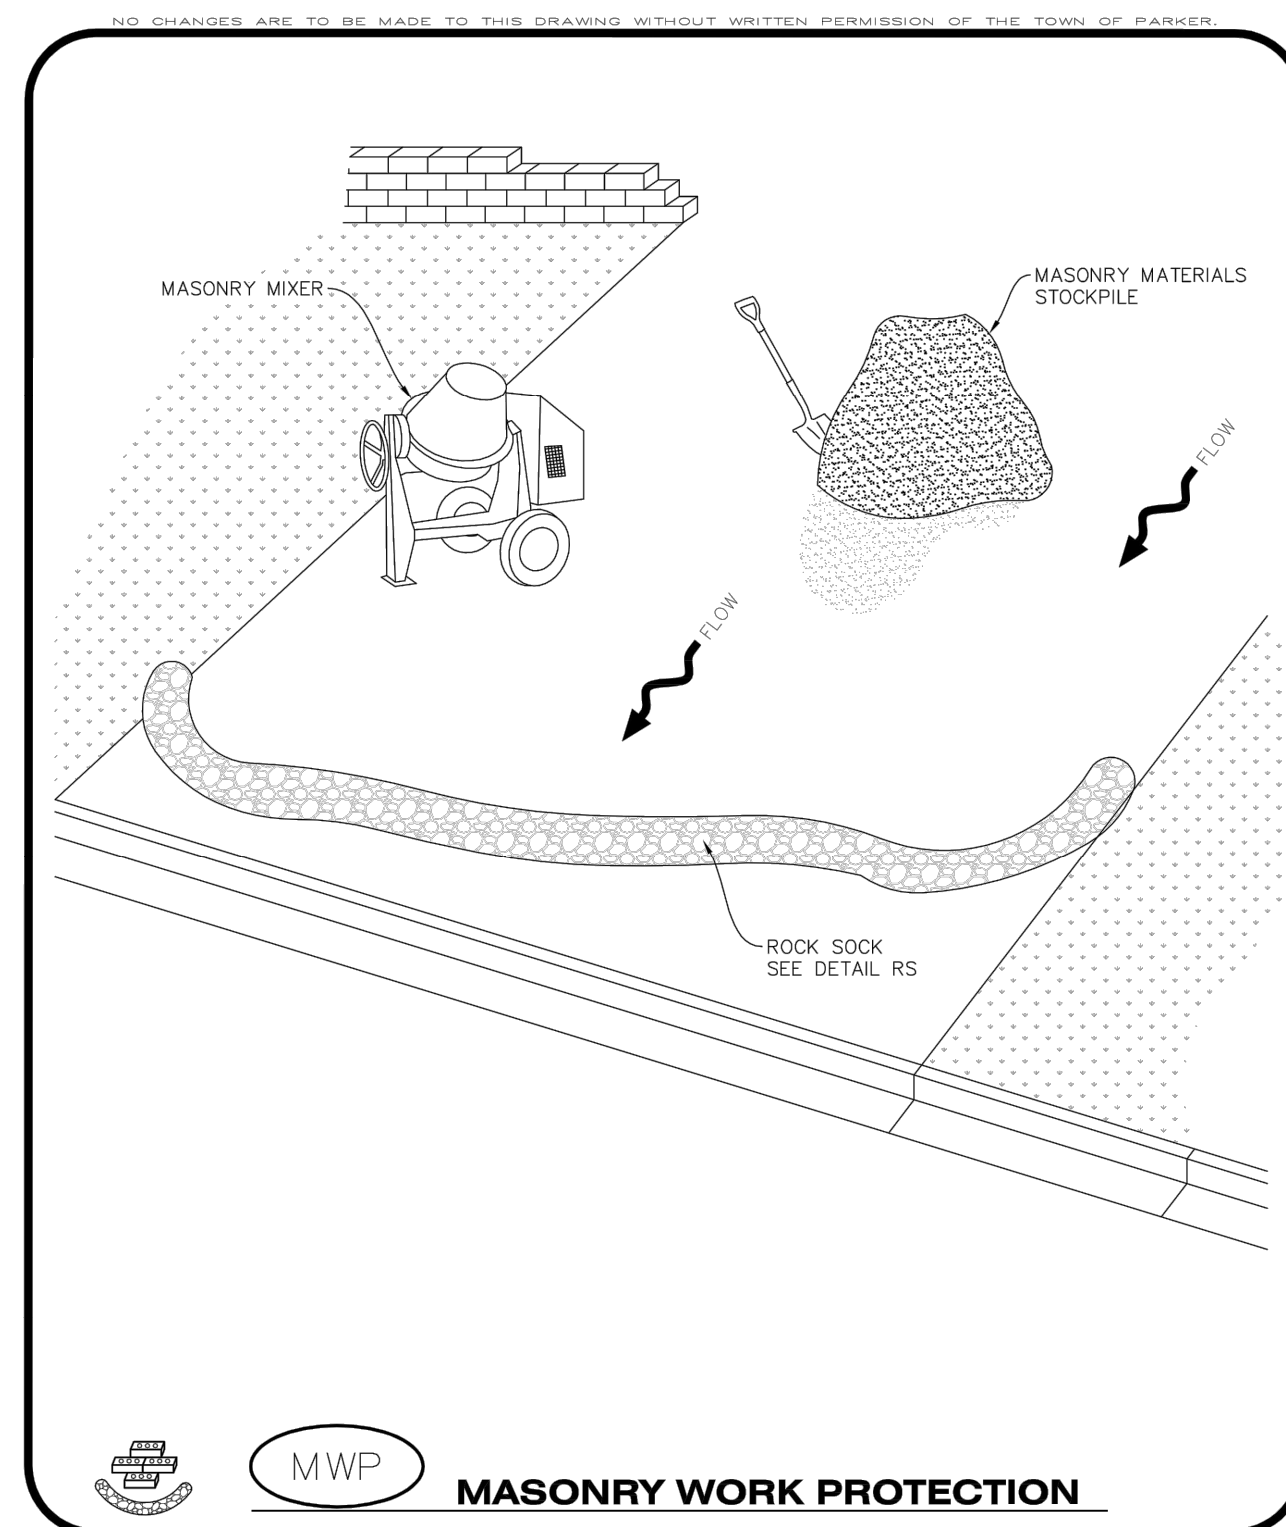 NO CHANGES ARE TO BE MADE TO THIS DRAWING WITHOUT WRITTEN PERMISSION OF THE TOWN OF PARKER.
MASONRY MIXER
MASONRY MATERIALS
STOCKPILE
FLOW
FLOW
ROCK SOCK
SEE DETAIL RS
MWP
MASONRY WORK PROTECTION